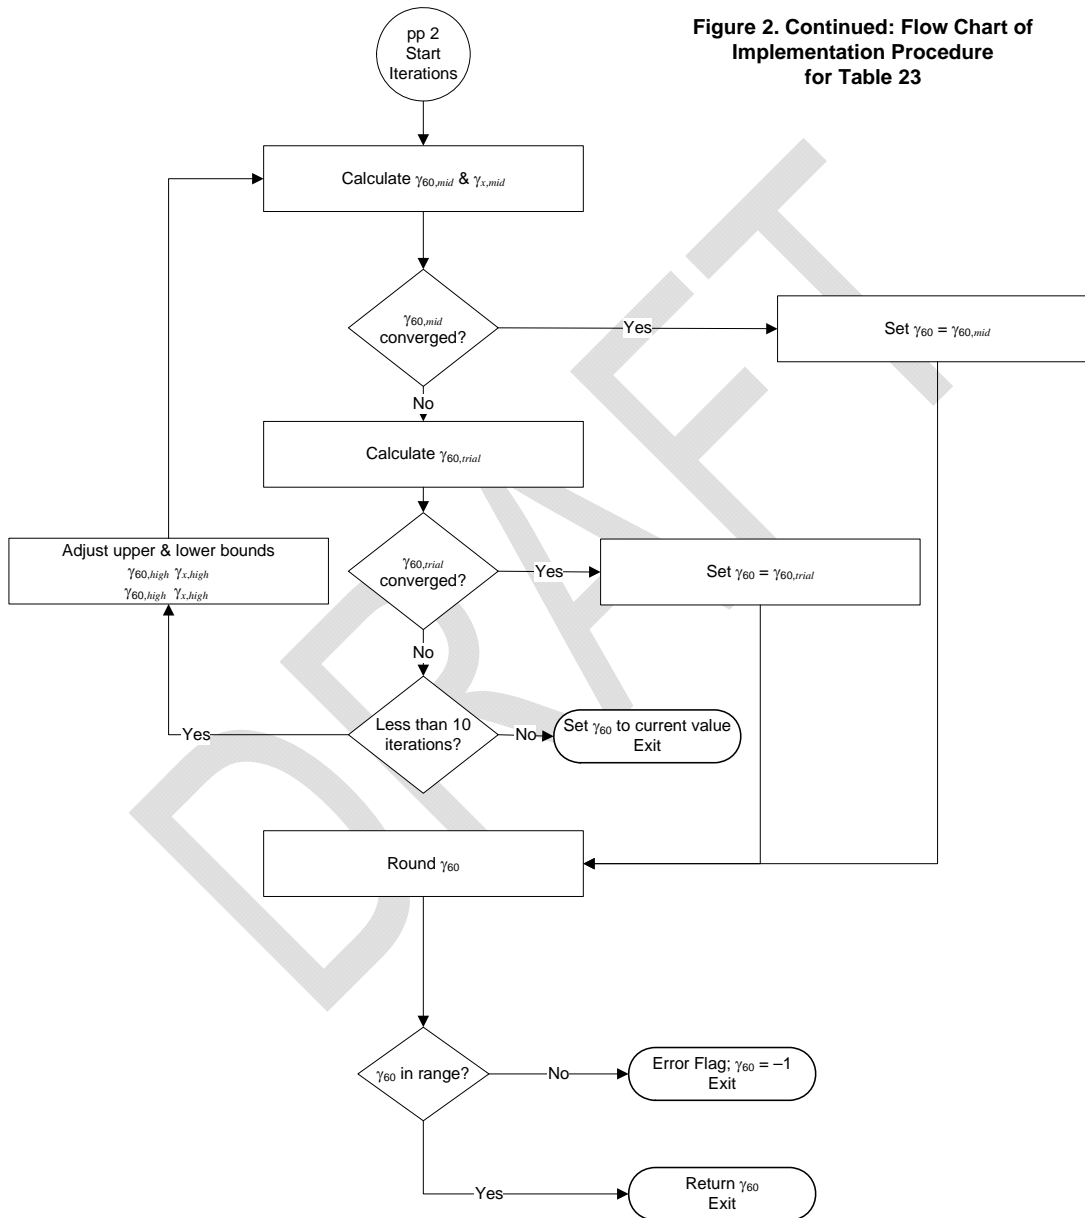 Figure 2. Continued: Flow Chart of
Implementation Procedure
for Table 23
pp 2
Start
Iterations
Calculate γ60,mid & γx,mid
γ60,mid
converged?
Yes
Set γ60 = γ60,mid
No
Calculate γ60,trial
Adjust upper & lower bounds
γ60,high γx,high
γ60,high γx,high
γ60,trial
converged?
Yes
Set γ60 = γ60,trial
No
Less than 10
iterations?
Yes
No
Set γ60 to current value
Exit
Round γ60
γ60 in range?
No
Error Flag; γ60 = –1
Exit
Yes
Return γ60
Exit
DRAFT